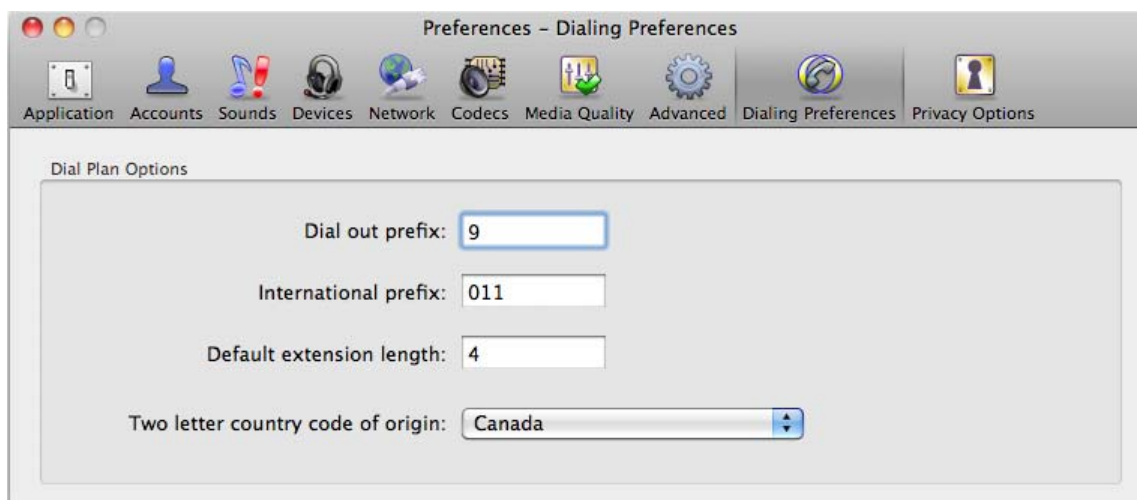 Preferences – Dialing Preferences
Application Accounts Sounds Devices Network Codecs Media Quality Advanced Dialing Preferences Privacy Options
Dial Plan Options
Dial out prefix: 9
International prefix: 011
Default extension length: 4
Two letter country code of origin: Canada